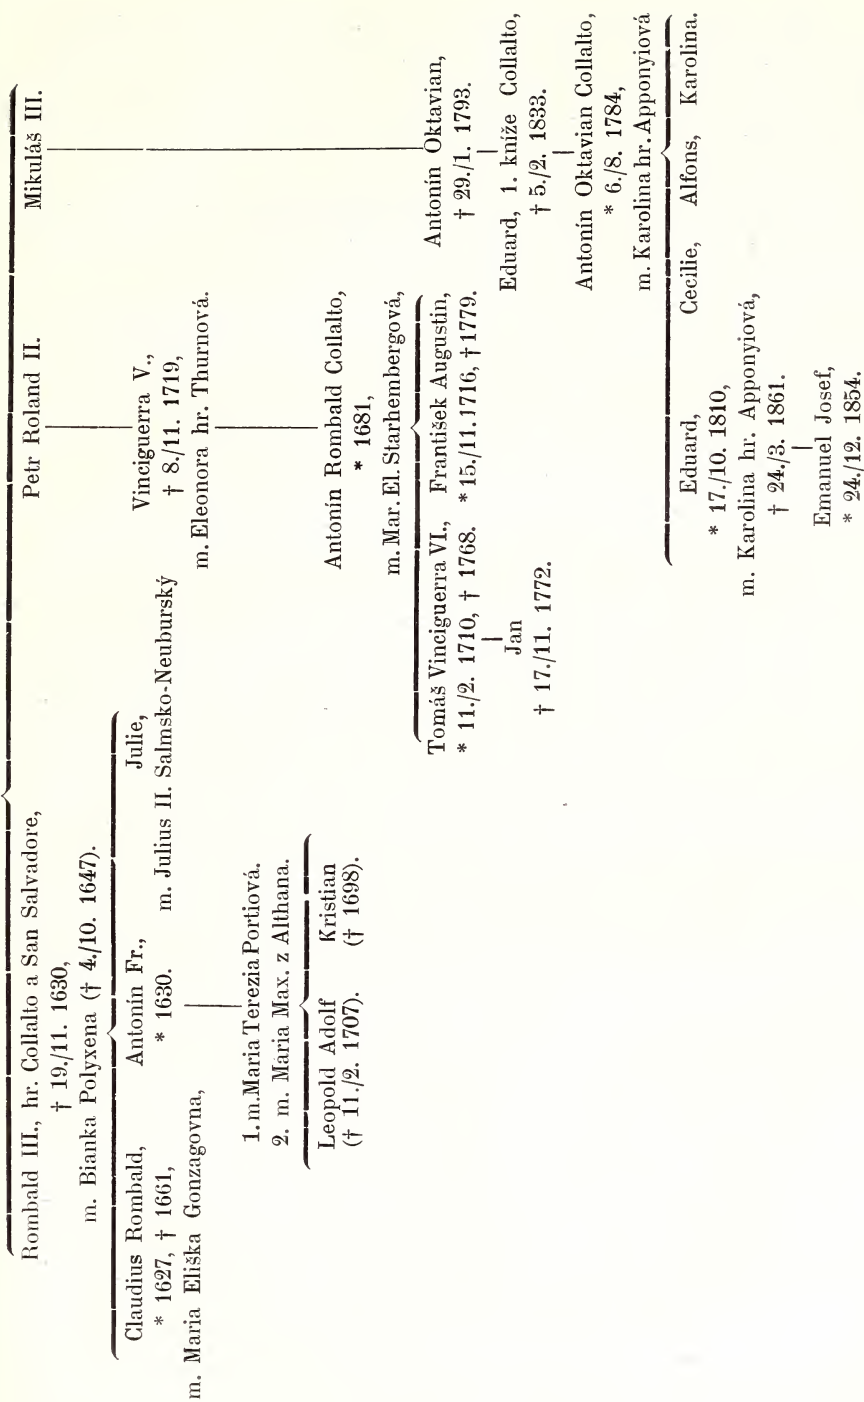 Rombald III., hr. Collalto a San Salvadore,
† 19./11. 1630,
m. Bianka Polyxena († 4./10. 1647).
Petr Roland II.
Mikuláš III.
Claudius Rombald,
* 1627, † 1661,
m. Maria Eliška Gonzagovna,
Antonín Fr.,
* 1630.
Julie,
m. Julius II. Salmsko-Neuburský
1. m. Maria Terezia Portiová.
2. m. Maria Max. z Althana.
Leopold Adolf
(† 11./2. 1707).
Kristian
(† 1698).
Vinciguerra V.,
† 8./11. 1719,
m. Eleonora hr. Thurnová.
Antonín Rombald Collalto,
* 1681,
m. Mar. El. Starhembergová,
Tomáš Vinciguerra VI.,
* 11./2. 1710, † 1768.
Jan
† 17./11. 1772.
František Augustin,
* 15./11. 1716, † 1779.
Antonín Oktavian,
† 29./1. 1793.
Eduard, 1. kníže Collalto,
† 5./2. 1833.
Antonín Oktavian Collalto,
* 6./8. 1784,
m. Karolina hr. Apponyiová
Eduard,
* 17./10. 1810,
m. Karolina hr. Apponyiová,
† 24./3. 1861.
Emanuel Josef,
* 24./12. 1854.
Cecilie,
Alfons,
Karolina.